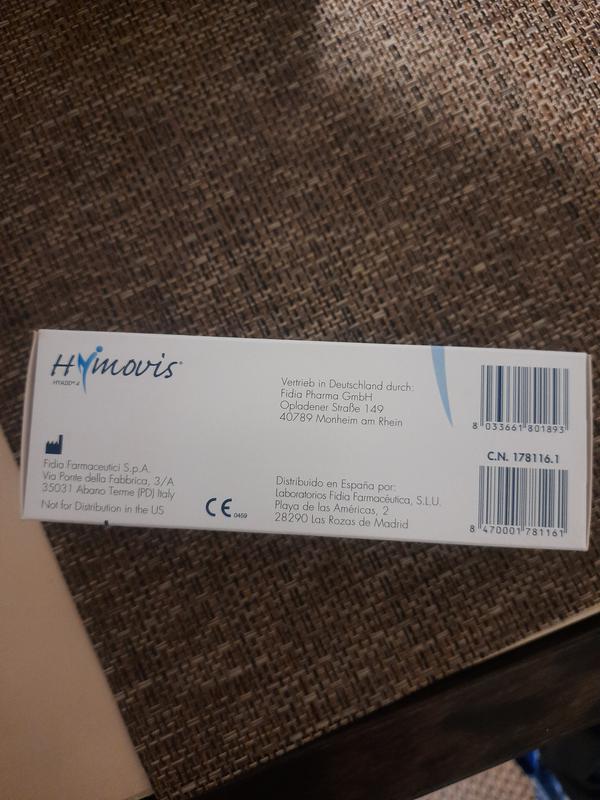 Hymovis®
HYADD® 4
Fidia Farmaceutici S.p.A.
Via Ponte della Fabbrica, 3/A
35031 Abano Terme (PD) Italy
Not for Distribution in the US
CE 0459
Vertrieb in Deutschland durch:
Fidia Pharma GmbH
Opladener Straße 149
40789 Monheim am Rhein
Distribuido en España por:
Laboratorios Fidia Farmacéutica, S.L.U.
Playa de las Américas, 2
28290 Las Rozas de Madrid
8 033661 801893
C.N. 178116.1
8 470001 781161